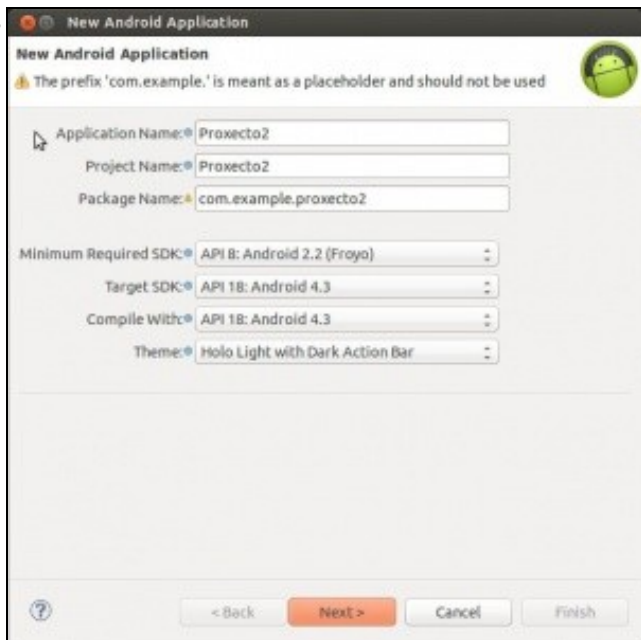 New Android Application
New Android Application
The prefix 'com.example.' is meant as a placeholder and should not be used
Application Name: Proxecto2
Project Name: Proxecto2
Package Name: com.example.proxecto2
Minimum Required SDK: API 8: Android 2.2 (Froyo)
Target SDK: API 18: Android 4.3
Compile With: API 18: Android 4.3
Theme: Holo Light with Dark Action Bar
? < Back Next > Cancel Finish